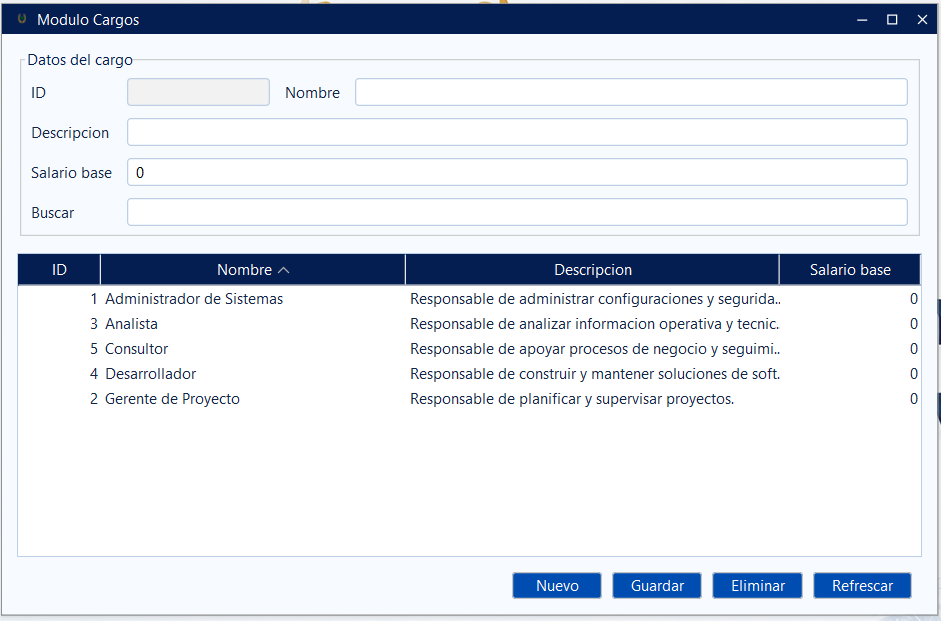 Modulo Cargos
Datos del cargo
ID
Nombre
Descripcion
Salario base 0
Buscar
ID Nombre Descripcion Salario base
1 Administrador de Sistemas Responsable de administrar configuraciones y segurida.. 0
3 Analista Responsable de analizar informacion operativa y tecnic. 0
5 Consultor Responsable de apoyar procesos de negocio y seguimi.. 0
4 Desarrollador Responsable de construir y mantener soluciones de soft. 0
2 Gerente de Proyecto Responsable de planificar y supervisar proyectos. 0
Nuevo Guardar Eliminar Refrescar